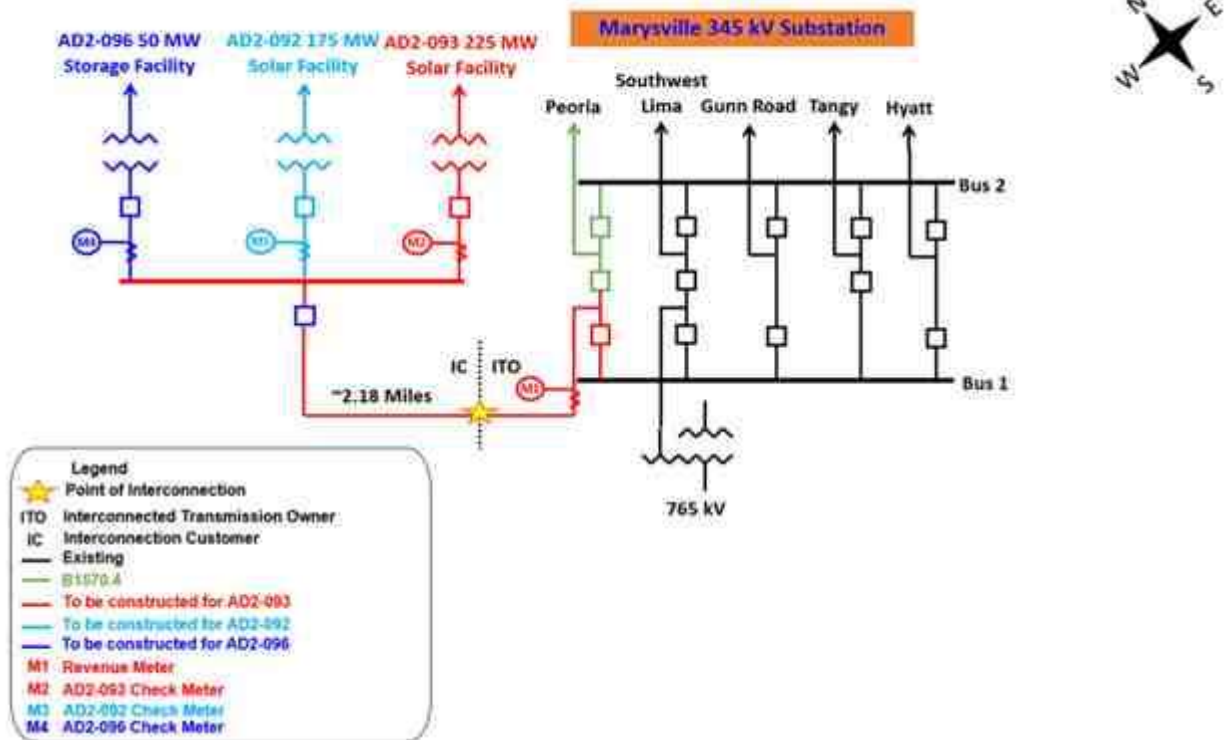 Marysville 345 kV Substation
N
E
W
S
AD2-096 50 MW
Storage Facility
AD2-092 175 MW
Solar Facility
AD2-093 225 MW
Solar Facility
Peoria
Southwest
Lima
Gunn Road
Tangy
Hyatt
Bus 2
M4
M3
M2
IC
ITO
M1
Bus 1
~2.18 Miles
765 kV
Legend
Point of Interconnection
ITO Interconnected Transmission Owner
IC Interconnection Customer
Existing
B1570.4
To be constructed for AD2-093
To be constructed for AD2-092
To be constructed for AD2-096
M1 Revenue Meter
M2 AD2-093 Check Meter
M3 AD2-092 Check Meter
M4 AD2-096 Check Meter